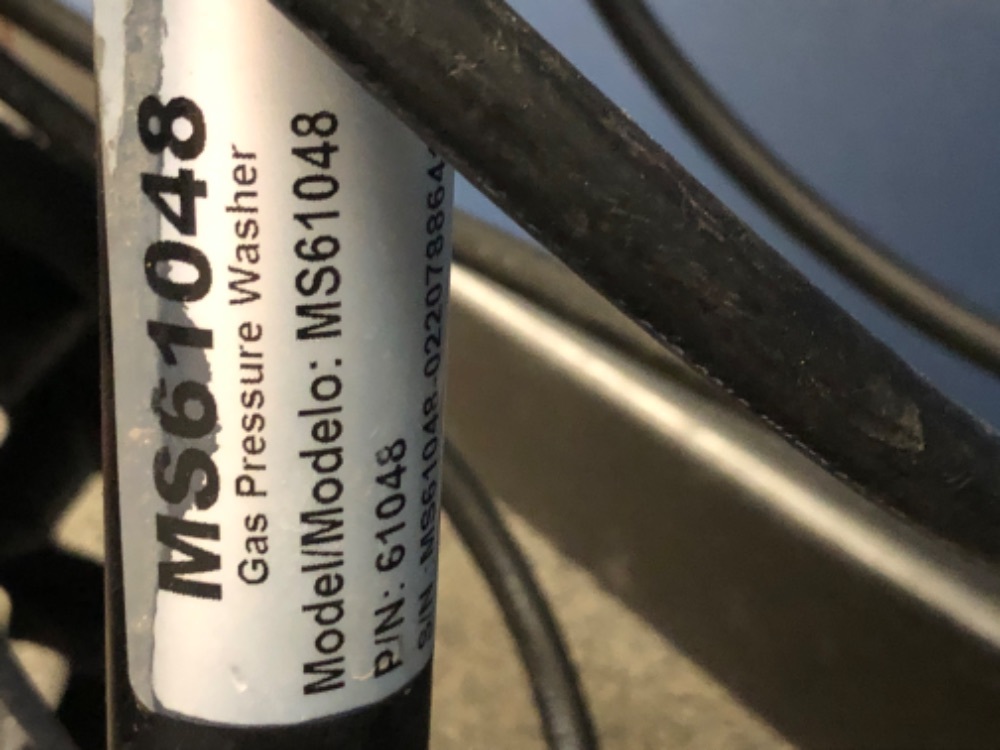 MS61048
Gas Pressure Washer
Model/Modelo: MS61048
P/N: 61048
S/N